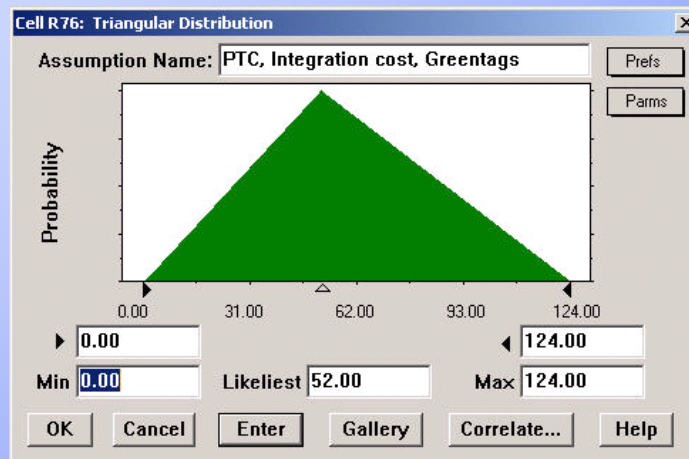 Cell R76: Triangular Distribution
Assumption Name: PTC, Integration cost, Greentags
Prefs
Parms
Probability
0.00 31.00 62.00 93.00 124.00
0.00 124.00
Min 0.00 Likeliest 52.00 Max 124.00
OK Cancel Enter Gallery Correlate... Help